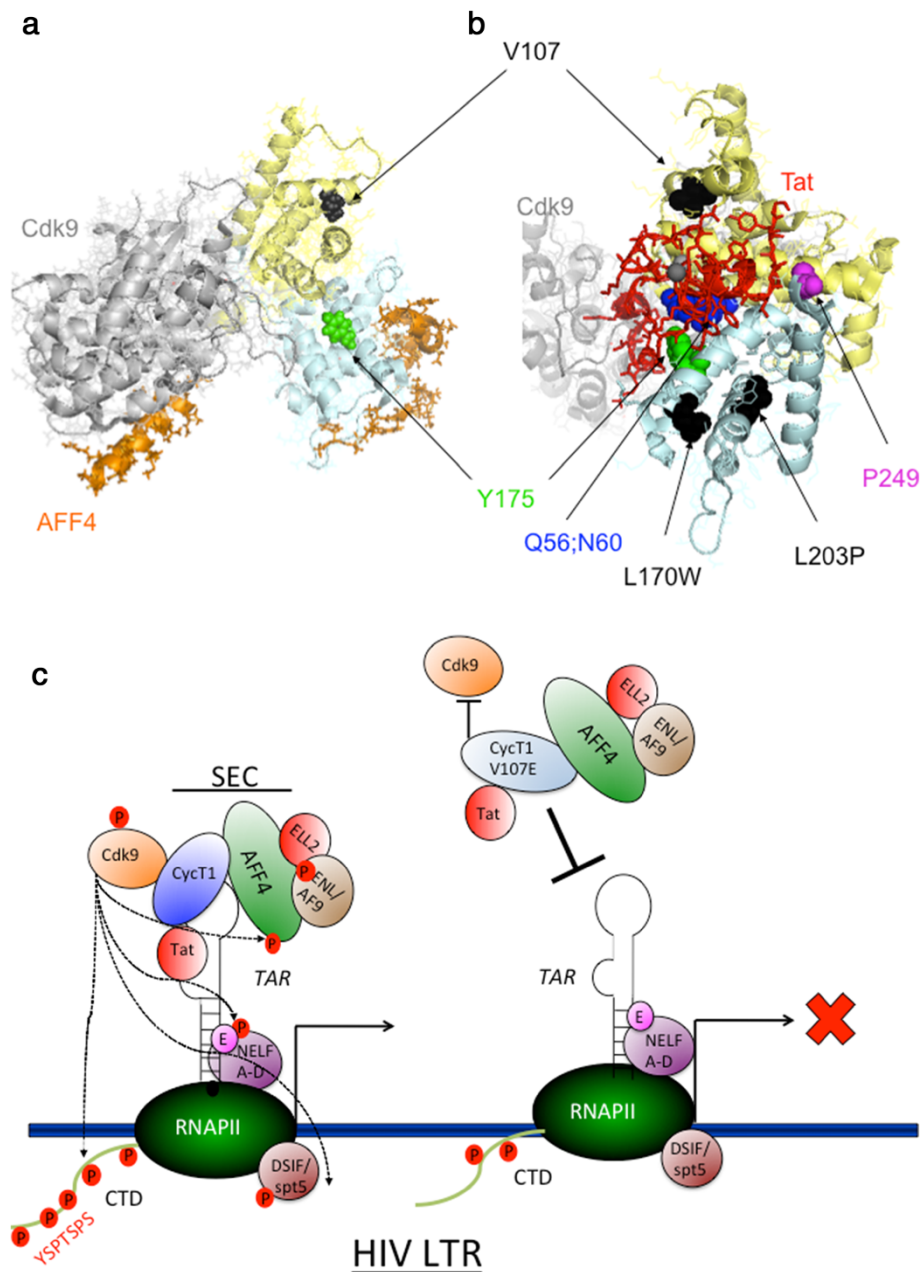 a
b
V107
Tat
Cdk9
Cdk9
AFF4
Y175
P249
Q56;N60
L170W
L203P
c
Cdk9
ELL2
ENL/
AF9
AFF4
CycT1
V107E
Tat
SEC
P
Cdk9
CycT1
AFF4
ELL2
P
ENL/
AF9
Tat
P
TAR
P
E
NELF
A-D
RNAPII
DSIF/
spt5
P
P
P
P
P
P
CTD
YSPTSPS
TAR
E
NELF
A-D
RNAPII
DSIF/
spt5
P
P
CTD
HIV LTR